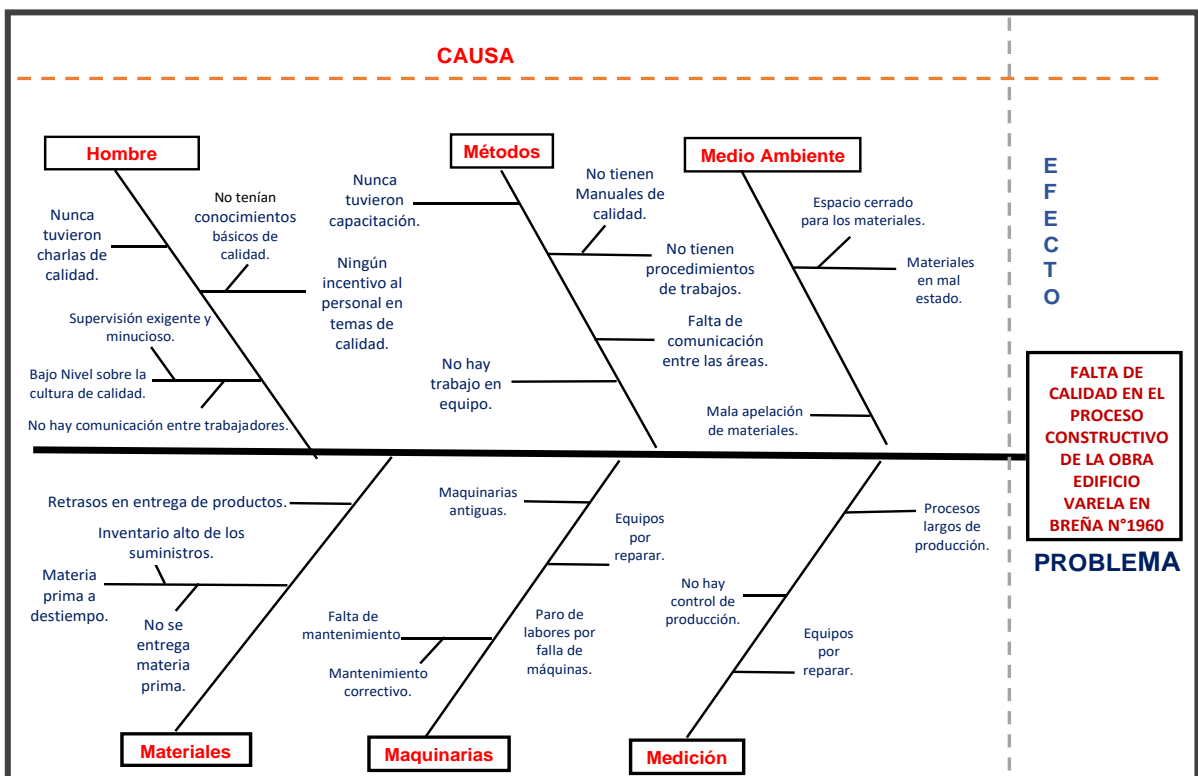 CAUSA
Hombre
Métodos
Medio Ambiente
E
F
E
C
T
O
Nunca
tuvieron
charlas de
calidad.
No tenían
conocimientos
básicos de
calidad.
Ningún
incentivo al
personal en
temas de
calidad.
Supervisión exigente y
minucioso.
Bajo Nivel sobre la
cultura de calidad.
No hay comunicación entre trabajadores.
Nunca
tuvieron
capacitación.
No tienen
Manuales de
calidad.
No tienen
procedimientos
de trabajos.
Falta de
comunicación
entre las áreas.
No hay
trabajo en
equipo.
Espacio cerrado
para los materiales.
Materiales
en mal
estado.
Mala apelación
de materiales.
FALTA DE
CALIDAD EN EL
PROCESO
CONSTRUCTIVO
DE LA OBRA
EDIFICIO
VARELA EN
BREÑA N°1960
PROBLEMA
Retrasos en entrega de productos.
Inventario alto de los
suministros.
Materia
prima a
destiempo.
No se
entrega
materia
prima.
Maquinarias
antiguas.
Equipos
por
reparar.
Falta de
mantenimiento
Mantenimiento
correctivo.
Paro de
labores por
falla de
máquinas.
Procesos
largos de
producción.
No hay
control de
producción.
Equipos
por
reparar.
Materiales
Maquinarias
Medición